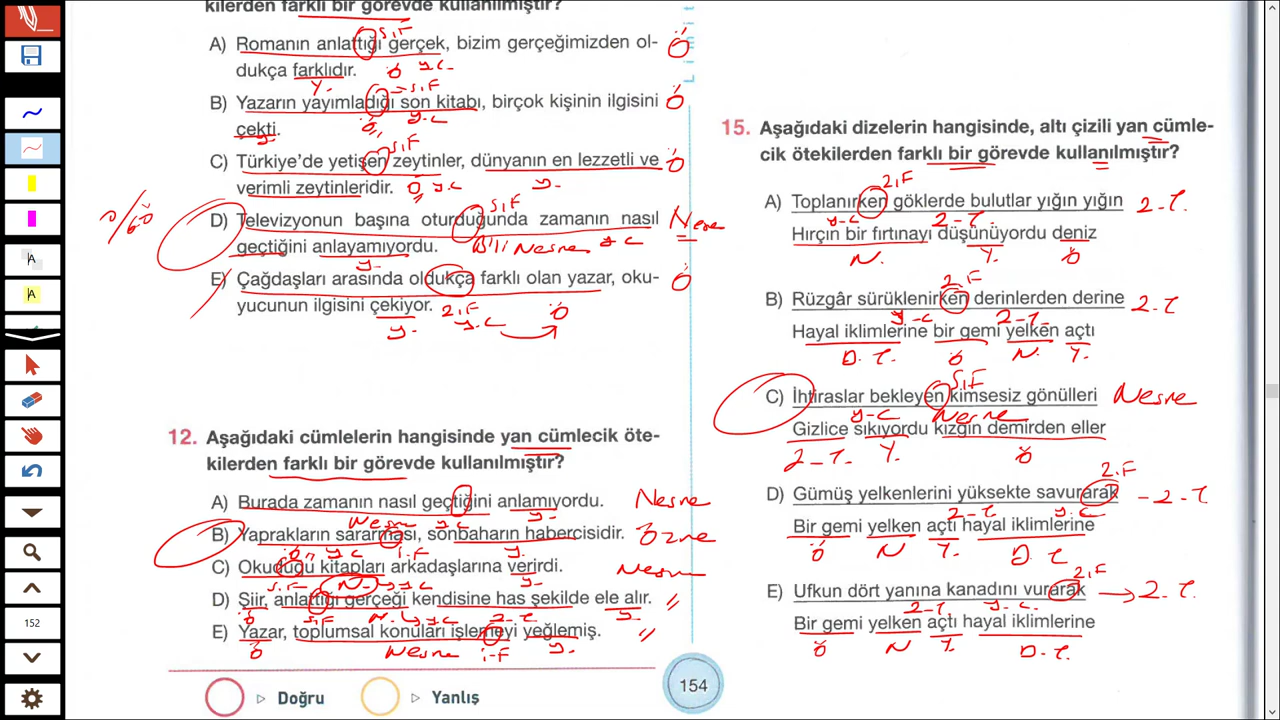 kilerden farklı bir görevde kullanılmıştır?
A) Romanın anlattığı gerçek, bizim gerçeğimizden ol-
dukça farklıdır.
B) Yazarın yayımladığı son kitabı, birçok kişinin ilgisini
çekti.
C) Türkiye'de yetişen zeytinler, dünyanın en lezzetli ve
verimli zeytinleridir.
D) Televizyonun başına oturduğunda zamanın nasıl
geçtiğini anlayamıyordu.
E) Çağdaşları arasında oldukça farklı olan yazar, oku-
yucunun ilgisini çekiyor.
12. Aşağıdaki cümlelerin hangisinde yan cümlecik öte-
kilerden farklı bir görevde kullanılmıştır?
A) Burada zamanın nasıl geçtiğini anlamıyordu. Nesne
B) Yaprakların sararması, sonbaharın habercisidir. Özne
C) Okuduğu kitapları arkadaşlarına verirdi. Nesne
D) Şiir, anlattığı gerçeği kendisine has şekilde ele alır. "
E) Yazar, toplumsal konuları işlemeyi yeğlemiş. "
Nesne i-F
Doğru
Yanlış
154
15. Aşağıdaki dizelerin hangisinde, altı çizili yan cümle-
cik ötekilerden farklı bir görevde kullanılmıştır?
A) Toplanırken göklerde bulutlar yığın yığın 2-T.
Hırçın bir fırtınayı düşünüyordu deniz
B) Rüzgâr sürüklenirken derinlerden derine 2-T
Hayal iklimlerine bir gemi yelken açtı
C) İhtiraslar bekleyen kimsesiz gönülleri Nesne
Gizlice sıkıyordu kızgın demirden eller
D) Gümüş yelkenlerini yüksekte savurarak -2-T
Bir gemi yelken açtı hayal iklimlerine
E) Ufkun dört yanına kanadını vurarak 2-T.
Bir gemi yelken açtı hayal iklimlerine
152